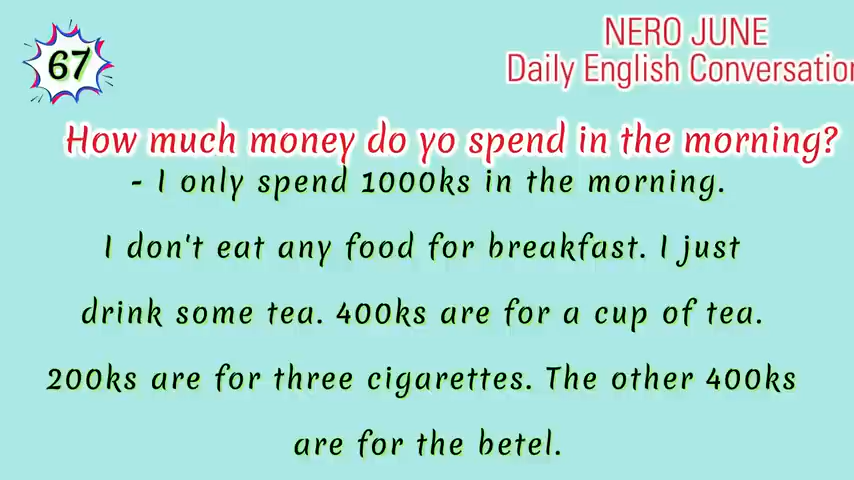 67
NERO JUNE
Daily English Conversation
How much money do yo spend in the morning?
- I only spend 1000ks in the morning.
I don't eat any food for breakfast. I just
drink some tea. 400ks are for a cup of tea.
200ks are for three cigarettes. The other 400ks
are for the betel.